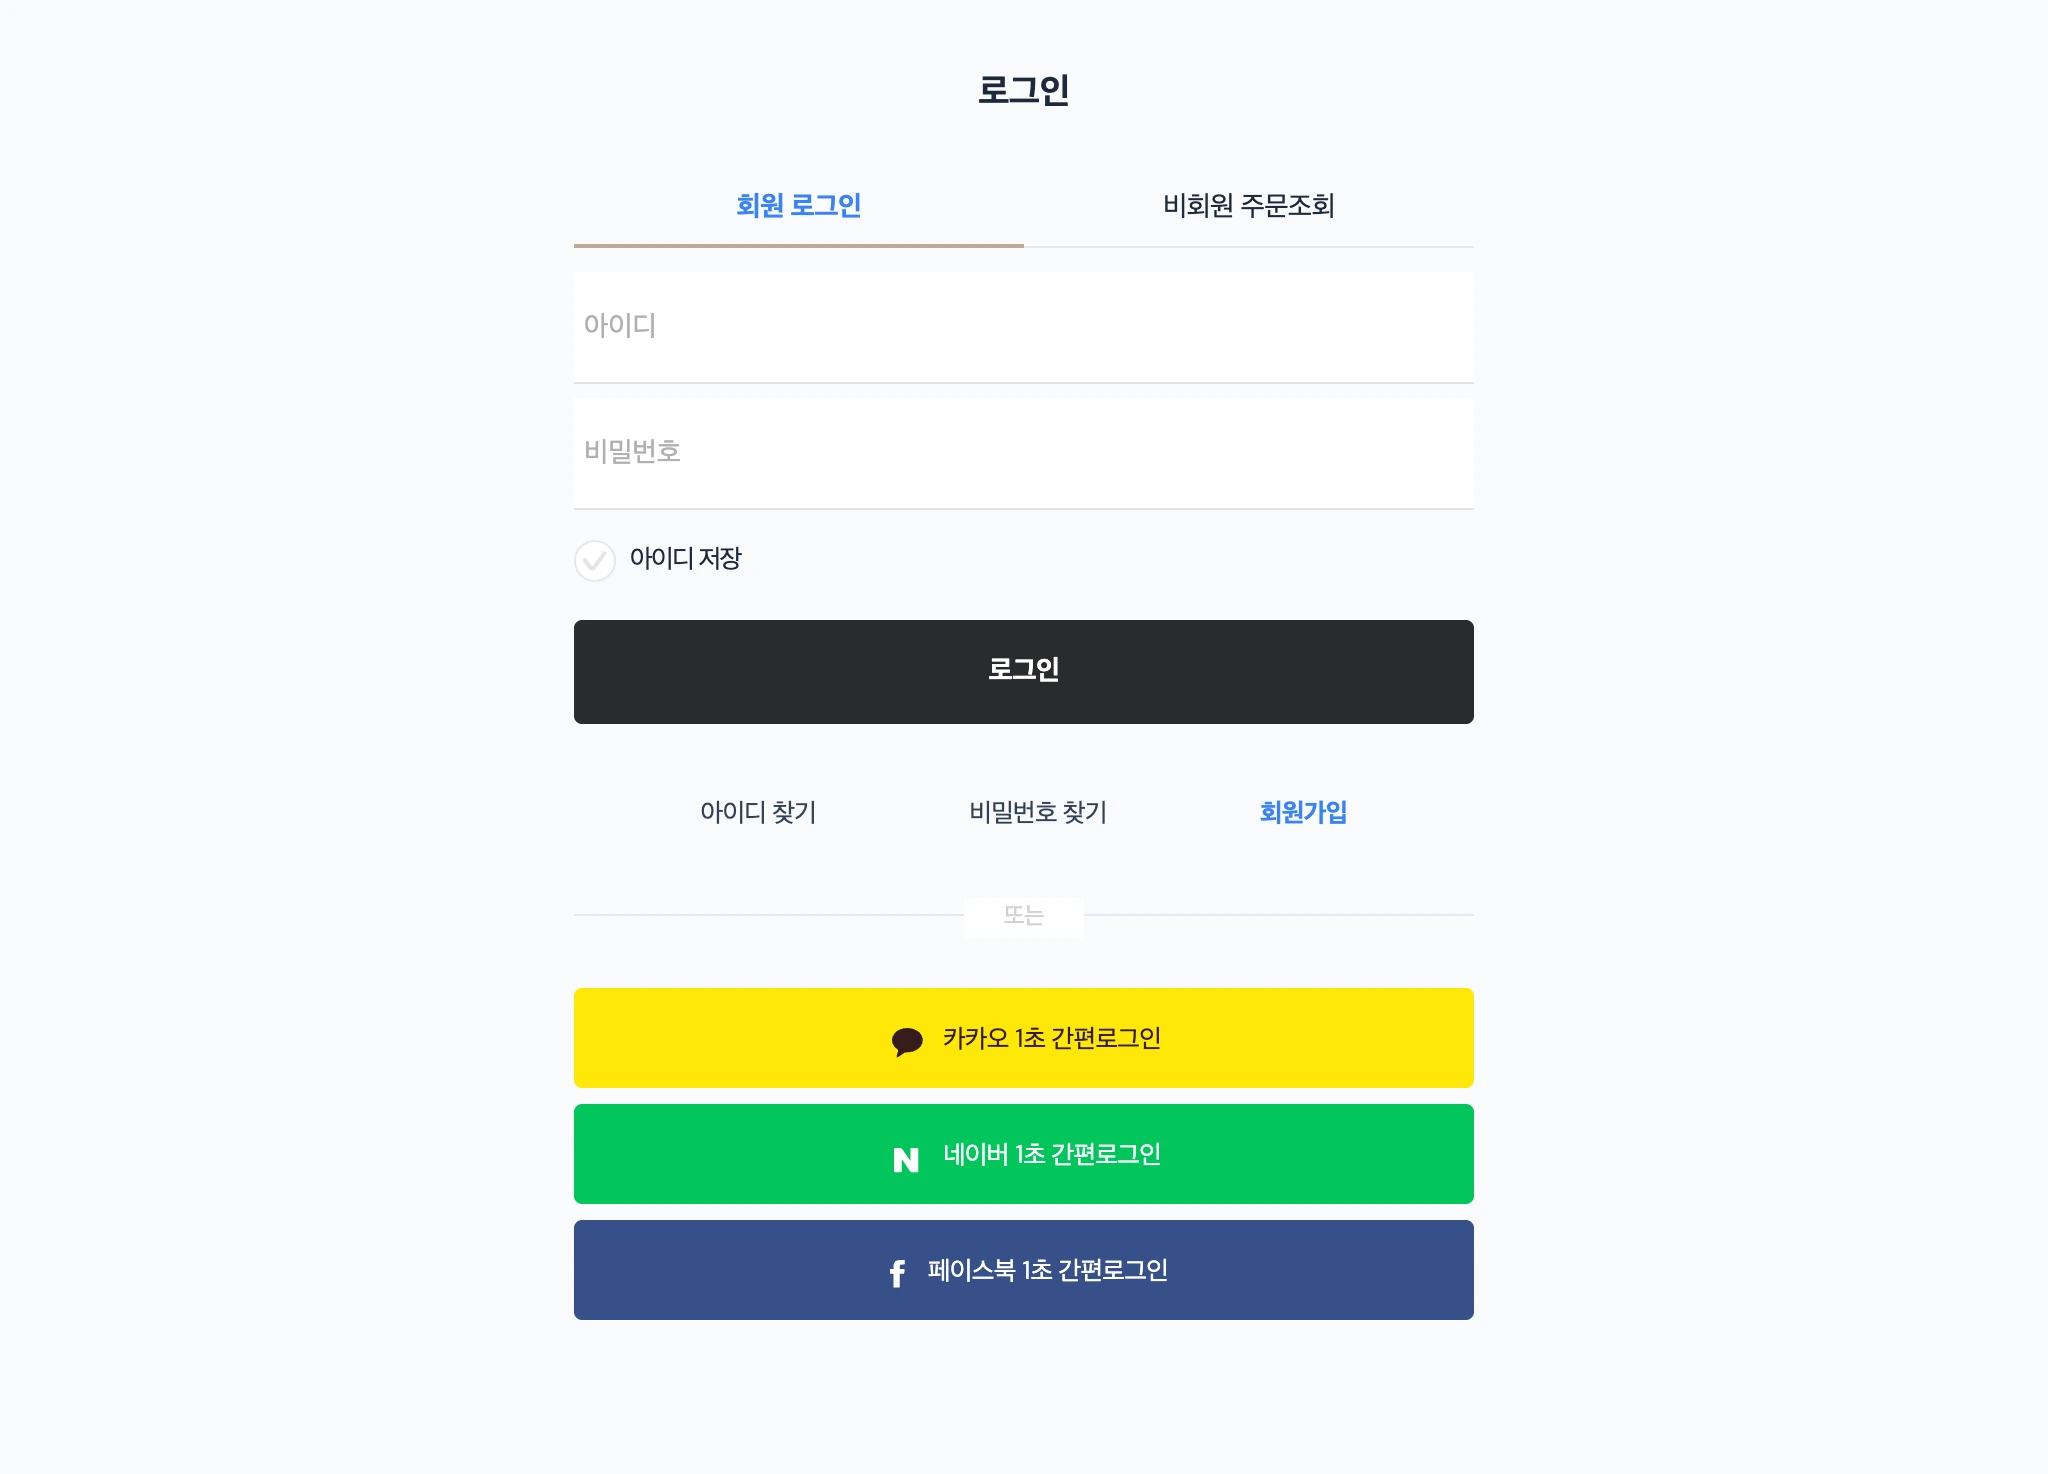 로그인
회원 로그인
비회원 주문조회
아이디
비밀번호
아이디 저장
로그인
아이디 찾기
비밀번호 찾기
회원가입
또는
카카오 1초 간편로그인
N 네이버 1초 간편로그인
f 페이스북 1초 간편로그인